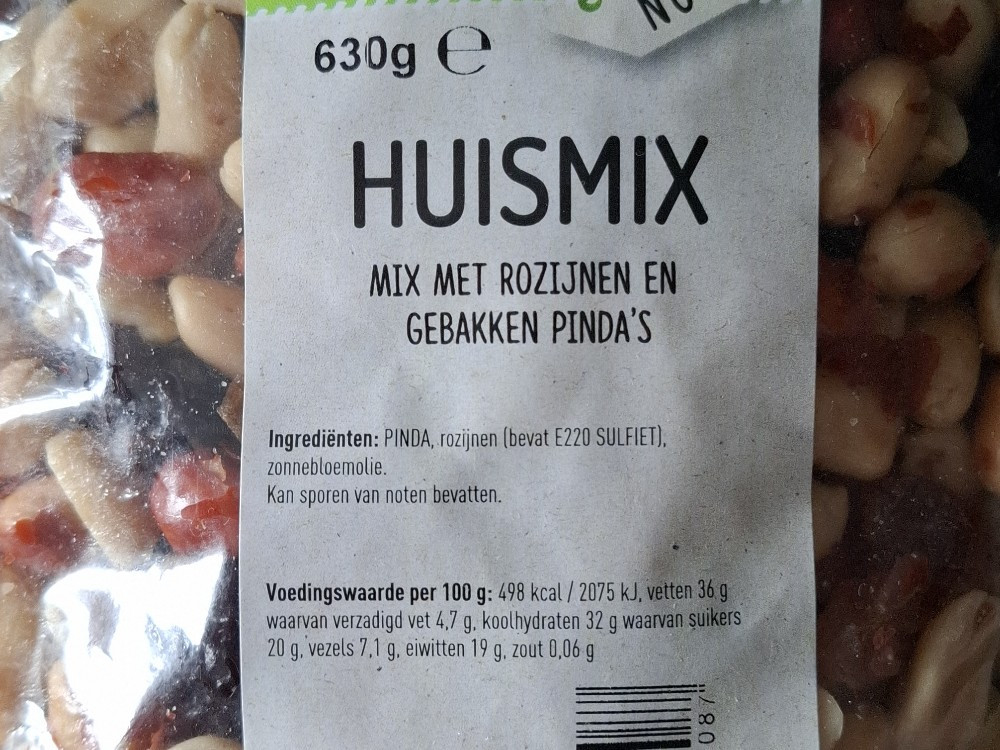 630g ℮
HUISMIX
MIX MET ROZIJNEN EN
GEBAKKEN PINDA'S
Ingrediënten: PINDA, rozijnen (bevat E220 SULFIET),
zonnebloemolie.
Kan sporen van noten bevatten.
Voedingswaarde per 100 g: 498 kcal / 2075 kJ, vetten 36 g
waarvan verzadigd vet 4,7 g, koolhydraten 32 g waarvan suikers
20 g, vezels 7,1 g, eiwitten 19 g, zout 0,06 g
087